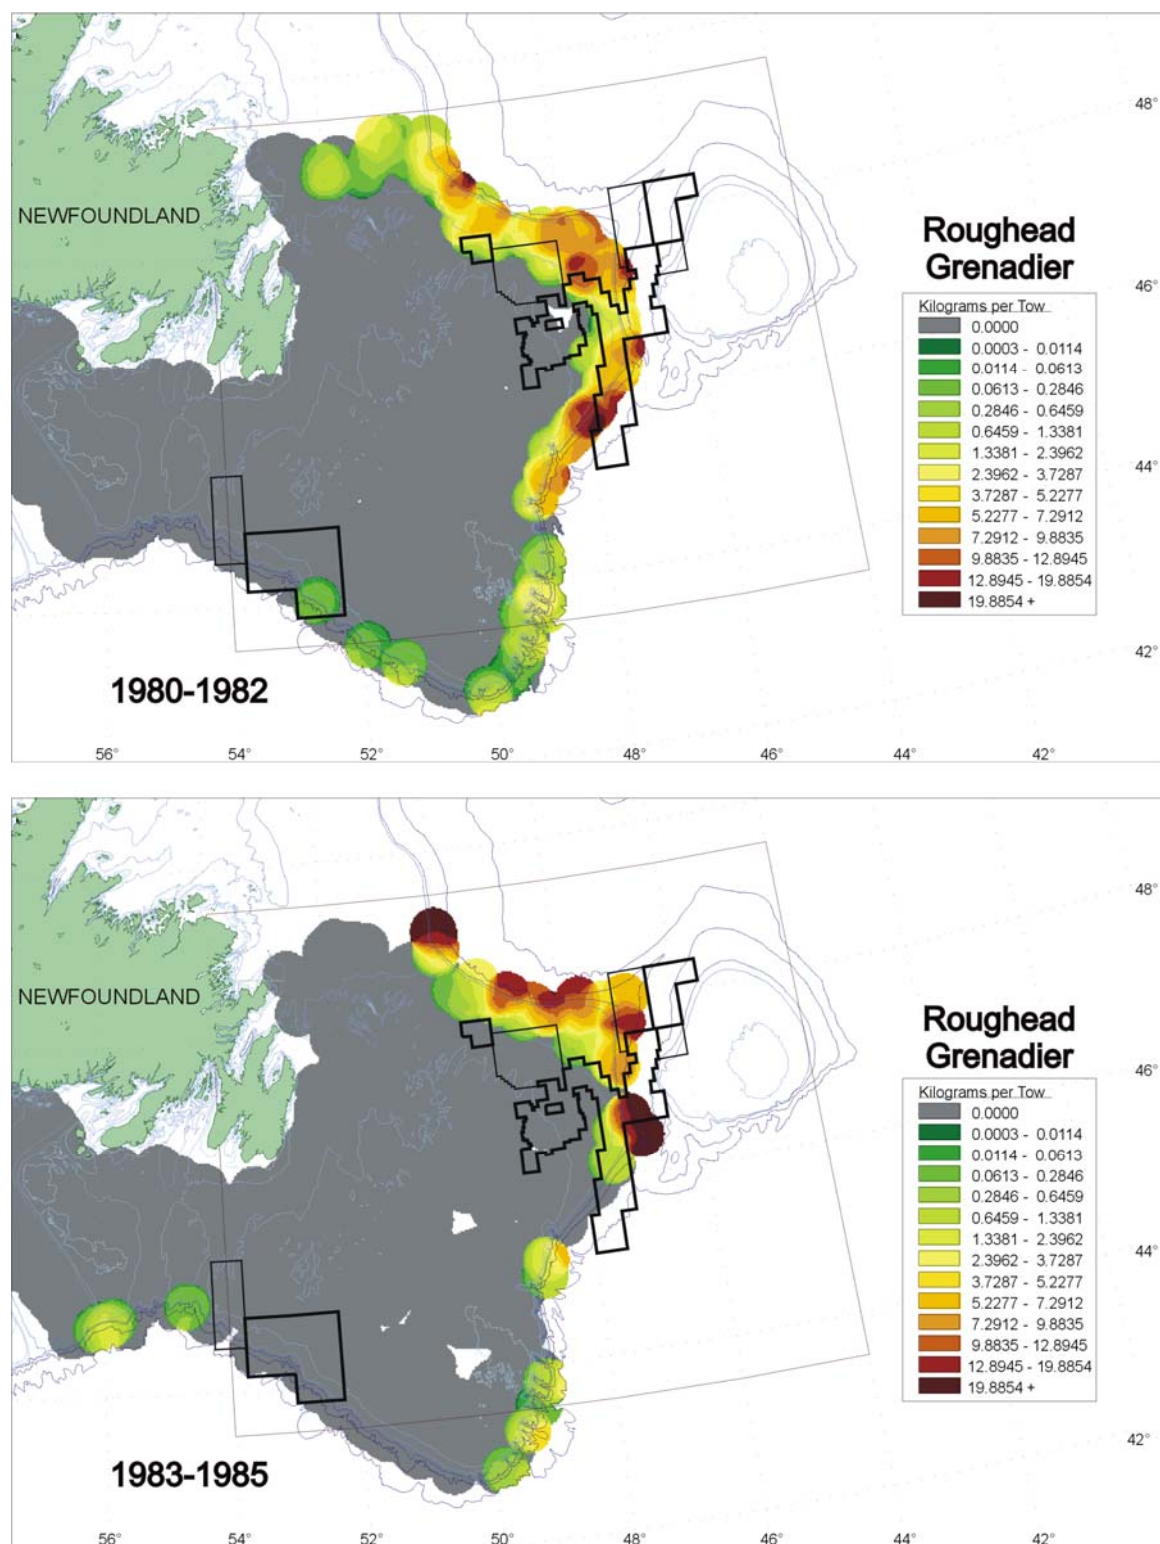 48°
NEWFOUNDLAND
Roughead
Grenadier
46°
Kilograms per Tow
0.0000
0.0003 - 0.0114
0.0114 - 0.0613
0.0613 - 0.2846
0.2846 - 0.6459
0.6459 - 1.3381
1.3381 - 2.3962
2.3962 - 3.7287
3.7287 - 5.2277
5.2277 - 7.2912
7.2912 - 9.8835
9.8835 - 12.8945
12.8945 - 19.8854
19.8854 +
44°
42°
1980-1982
56° 54° 52° 50° 48° 46° 44° 42°
48°
NEWFOUNDLAND
Roughead
Grenadier
46°
Kilograms per Tow
0.0000
0.0003 - 0.0114
0.0114 - 0.0613
0.0613 - 0.2846
0.2846 - 0.6459
0.6459 - 1.3381
1.3381 - 2.3962
2.3962 - 3.7287
3.7287 - 5.2277
5.2277 - 7.2912
7.2912 - 9.8835
9.8835 - 12.8945
12.8945 - 19.8854
19.8854 +
44°
42°
1983-1985
56° 54° 52° 50° 48° 46° 44° 42°